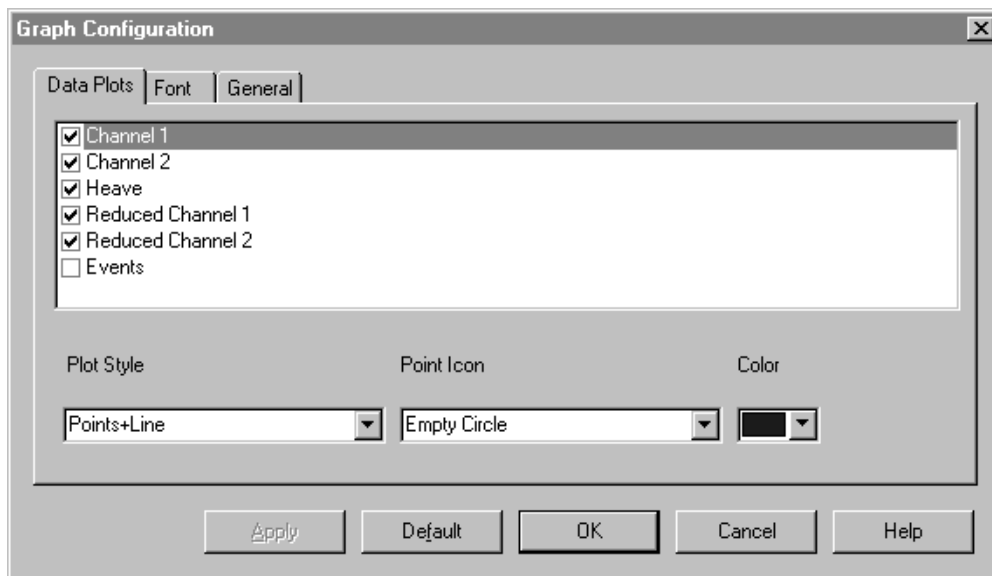 Graph Configuration
Data Plots Font General
Channel 1
Channel 2
Heave
Reduced Channel 1
Reduced Channel 2
Events
Plot Style Point Icon Color
Points+Line Empty Circle
Apply Default OK Cancel Help